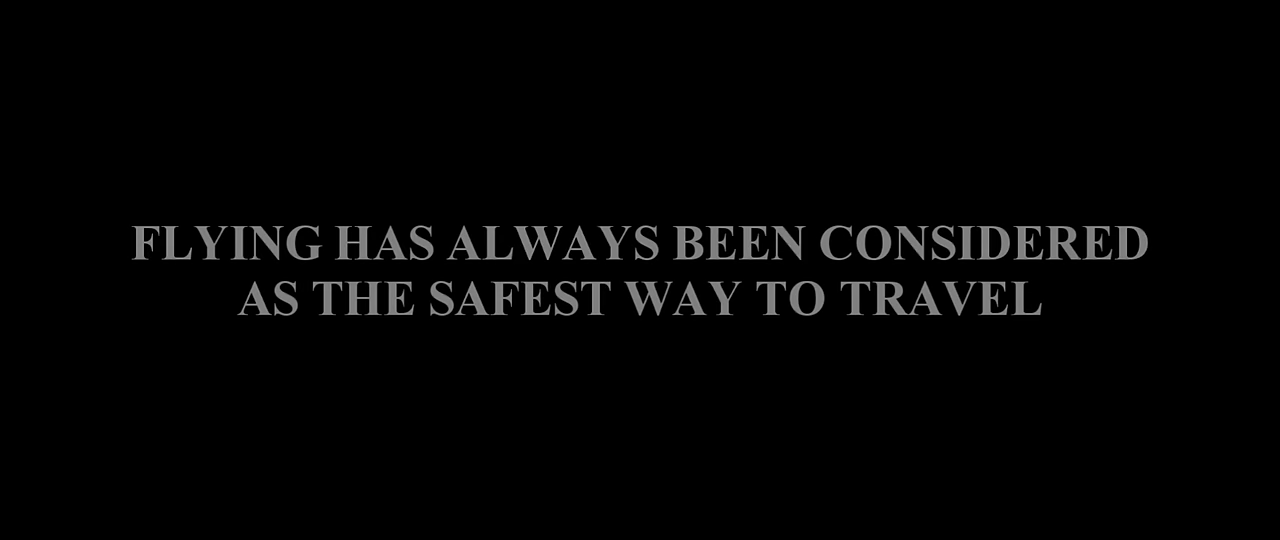 FLYING HAS ALWAYS BEEN CONSIDERED
AS THE SAFEST WAY TO TRAVEL